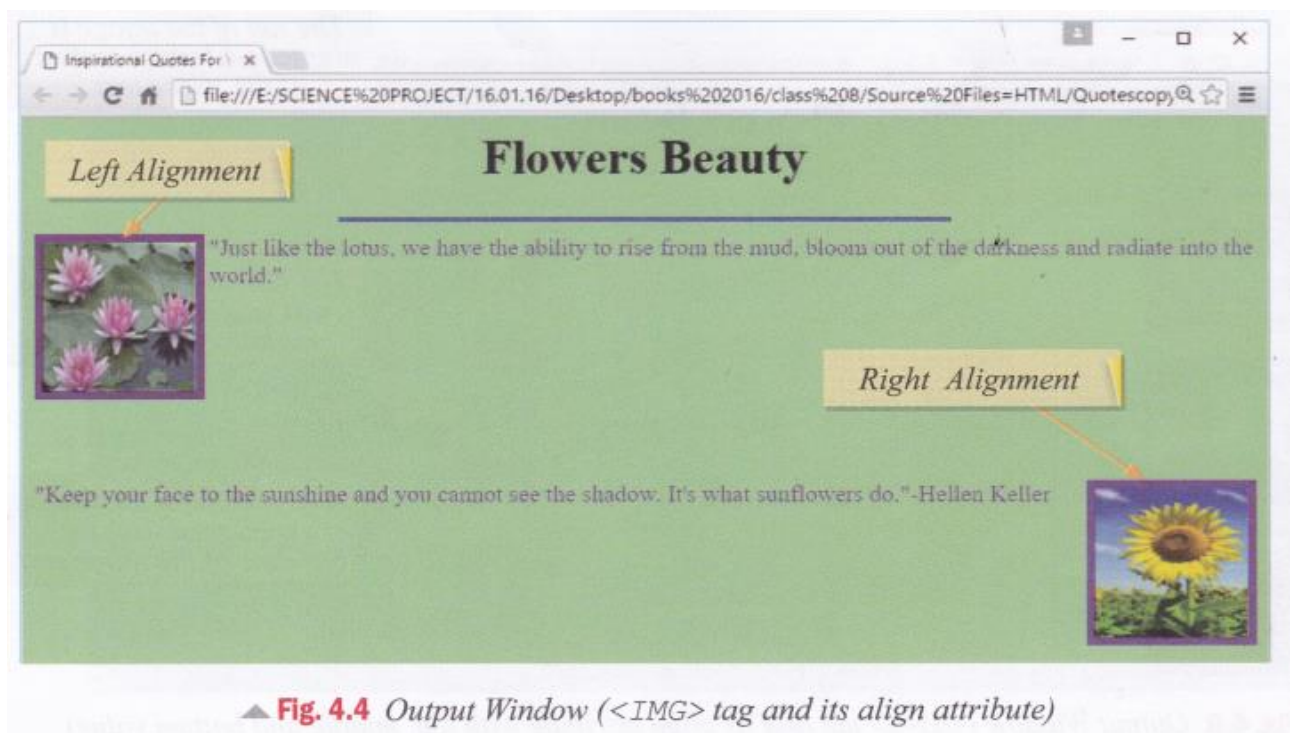 Inspirational Quotes For
file:///E:/SCIENCE%20PROJECT/16.01.16/Desktop/books%202016/class%208/Source%20Files=HTML/Quotescopy
Flowers Beauty
Left Alignment
"Just like the lotus, we have the ability to rise from the mud, bloom out of the darkness and radiate into the
world."
Right Alignment
"Keep your face to the sunshine and you cannot see the shadow. It's what sunflowers do."-Hellen Keller
Fig. 4.4 Output Window (<IMG> tag and its align attribute)